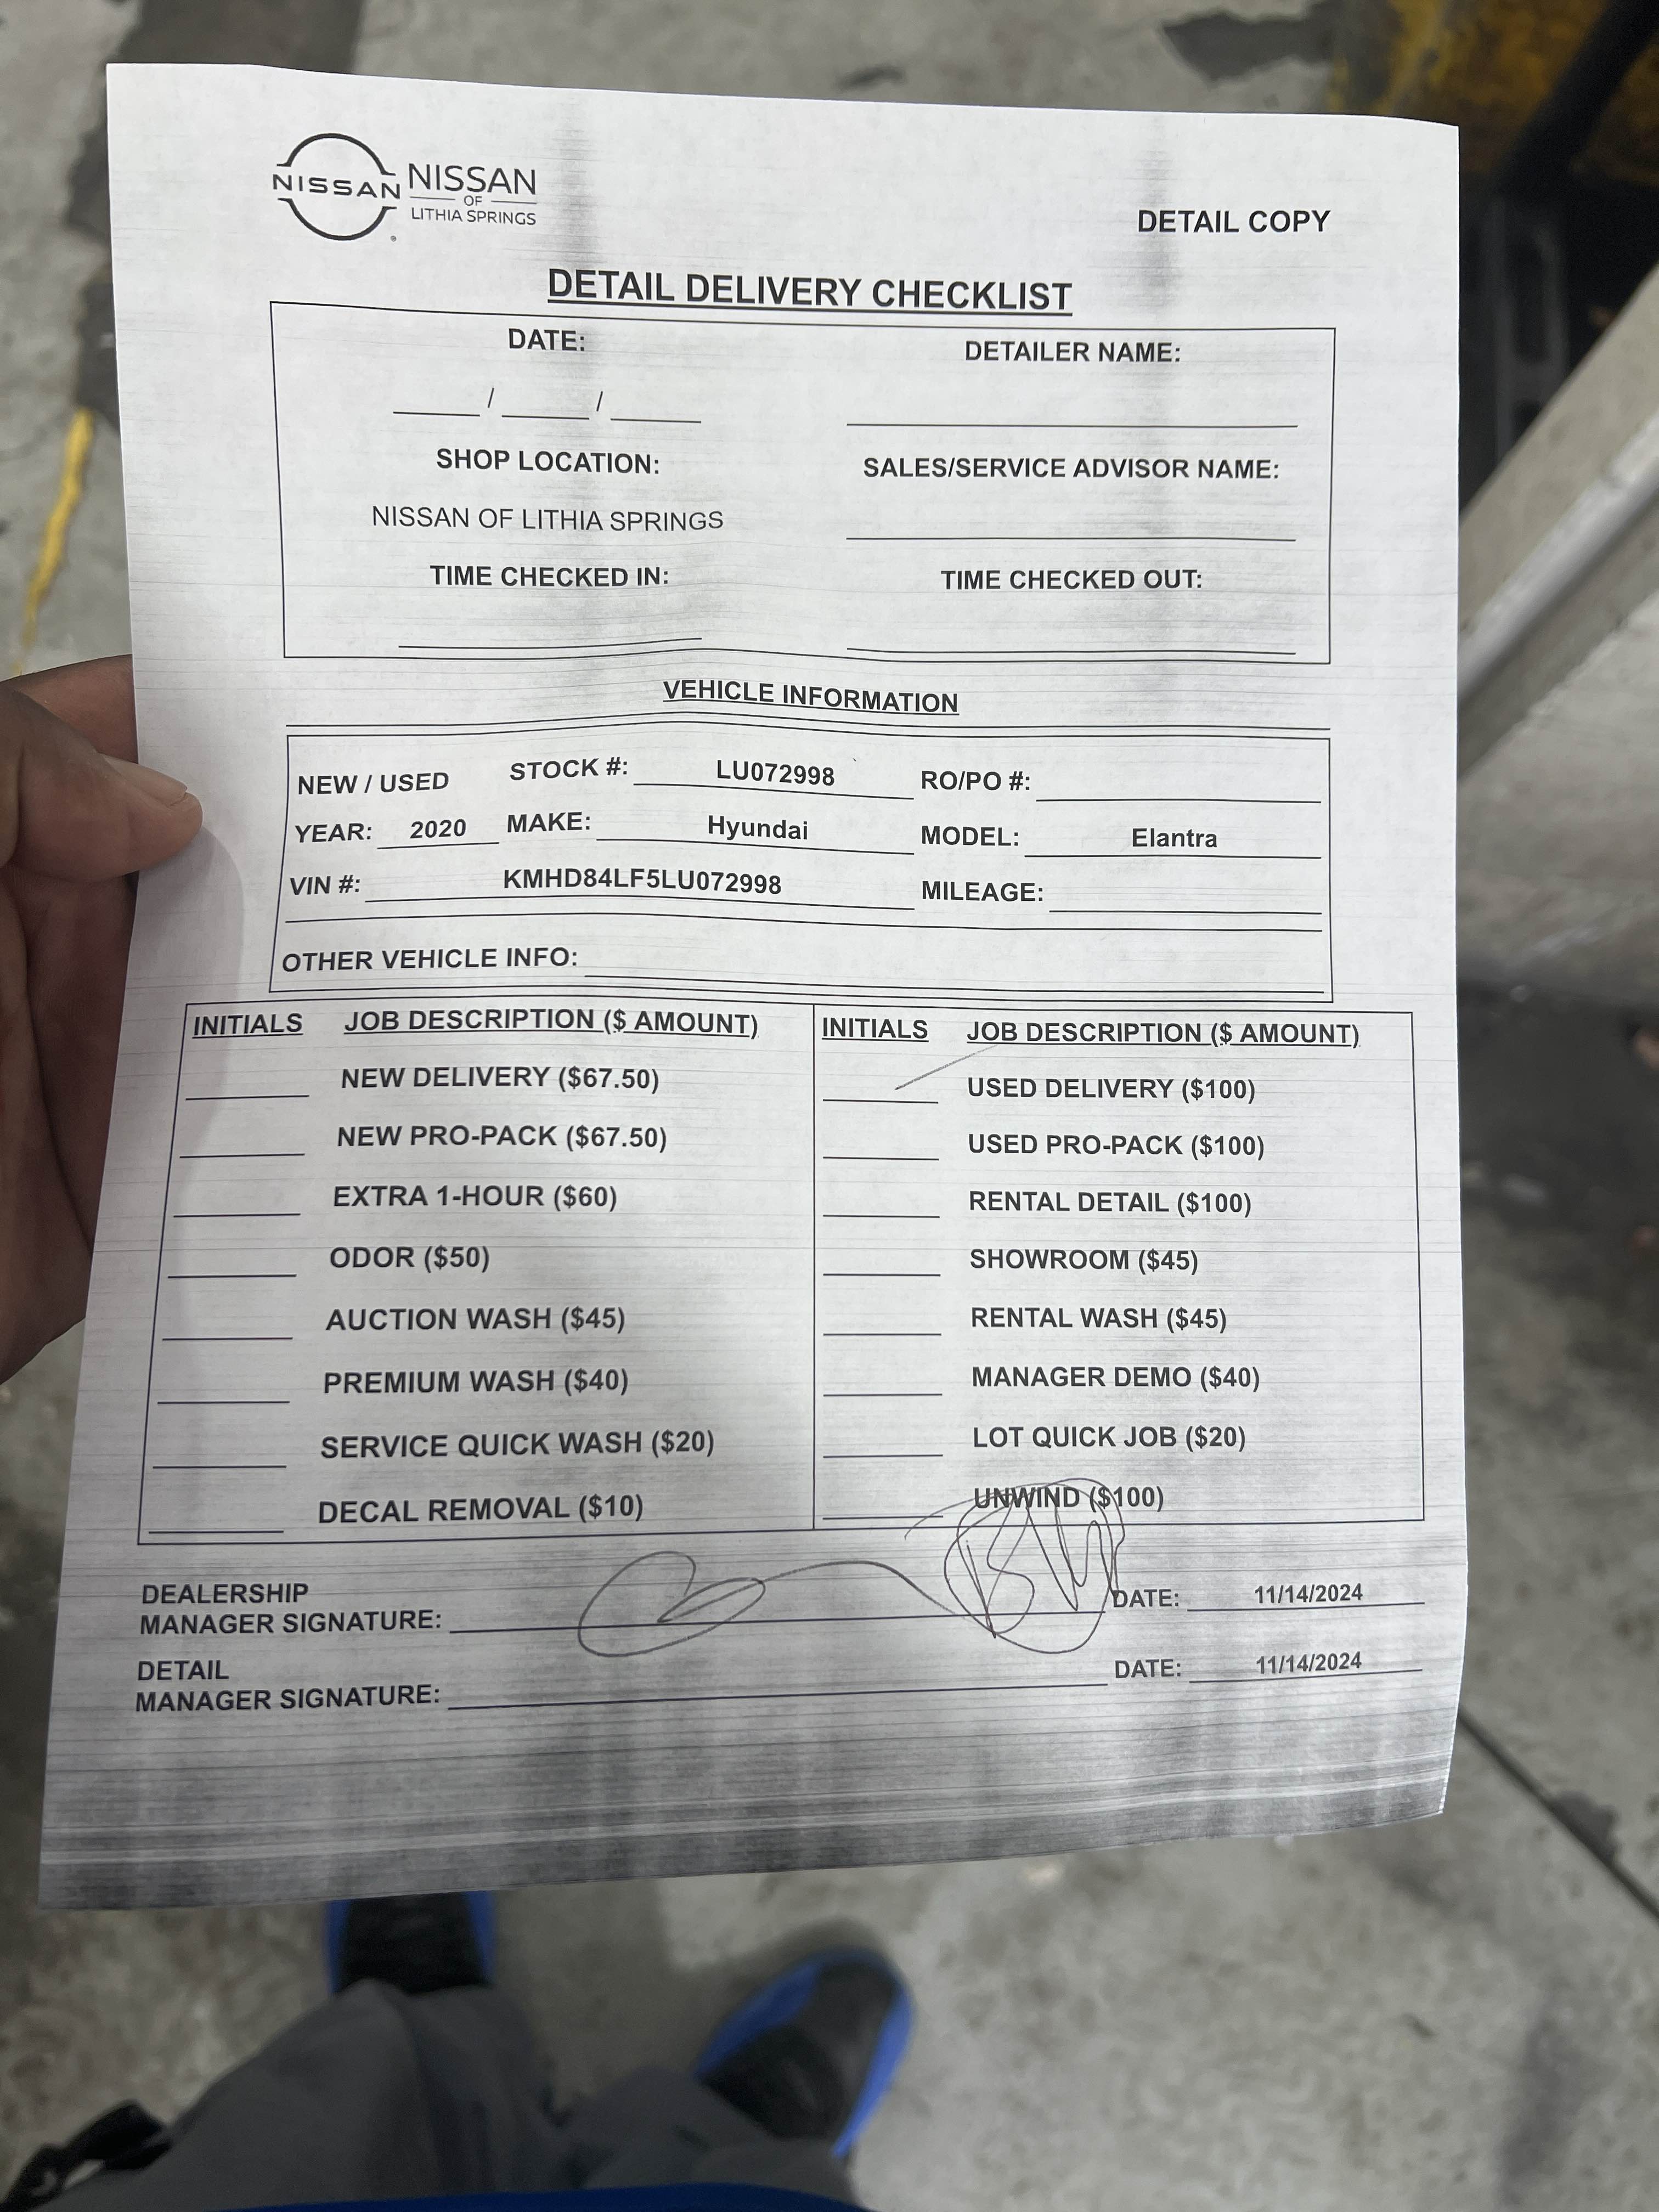 NISSAN NISSAN
OF
LITHIA SPRINGS
DETAIL COPY
DETAIL DELIVERY CHECKLIST
DATE: DETAILER NAME:
____ / ____ / ____
SHOP LOCATION: SALES/SERVICE ADVISOR NAME:
NISSAN OF LITHIA SPRINGS
TIME CHECKED IN: TIME CHECKED OUT:
VEHICLE INFORMATION
NEW / USED STOCK #: LU072998 RO/PO #:
YEAR: 2020 MAKE: Hyundai MODEL: Elantra
VIN #: KMHD84LF5LU072998 MILEAGE:
OTHER VEHICLE INFO:
INITIALS JOB DESCRIPTION ($ AMOUNT) INITIALS JOB DESCRIPTION ($ AMOUNT)
NEW DELIVERY ($67.50) USED DELIVERY ($100)
NEW PRO-PACK ($67.50) USED PRO-PACK ($100)
EXTRA 1-HOUR ($60) RENTAL DETAIL ($100)
ODOR ($50) SHOWROOM ($45)
AUCTION WASH ($45) RENTAL WASH ($45)
PREMIUM WASH ($40) MANAGER DEMO ($40)
SERVICE QUICK WASH ($20) LOT QUICK JOB ($20)
DECAL REMOVAL ($10) UNWIND ($100)
DEALERSHIP
MANAGER SIGNATURE: DATE: 11/14/2024
DETAIL
MANAGER SIGNATURE: DATE: 11/14/2024